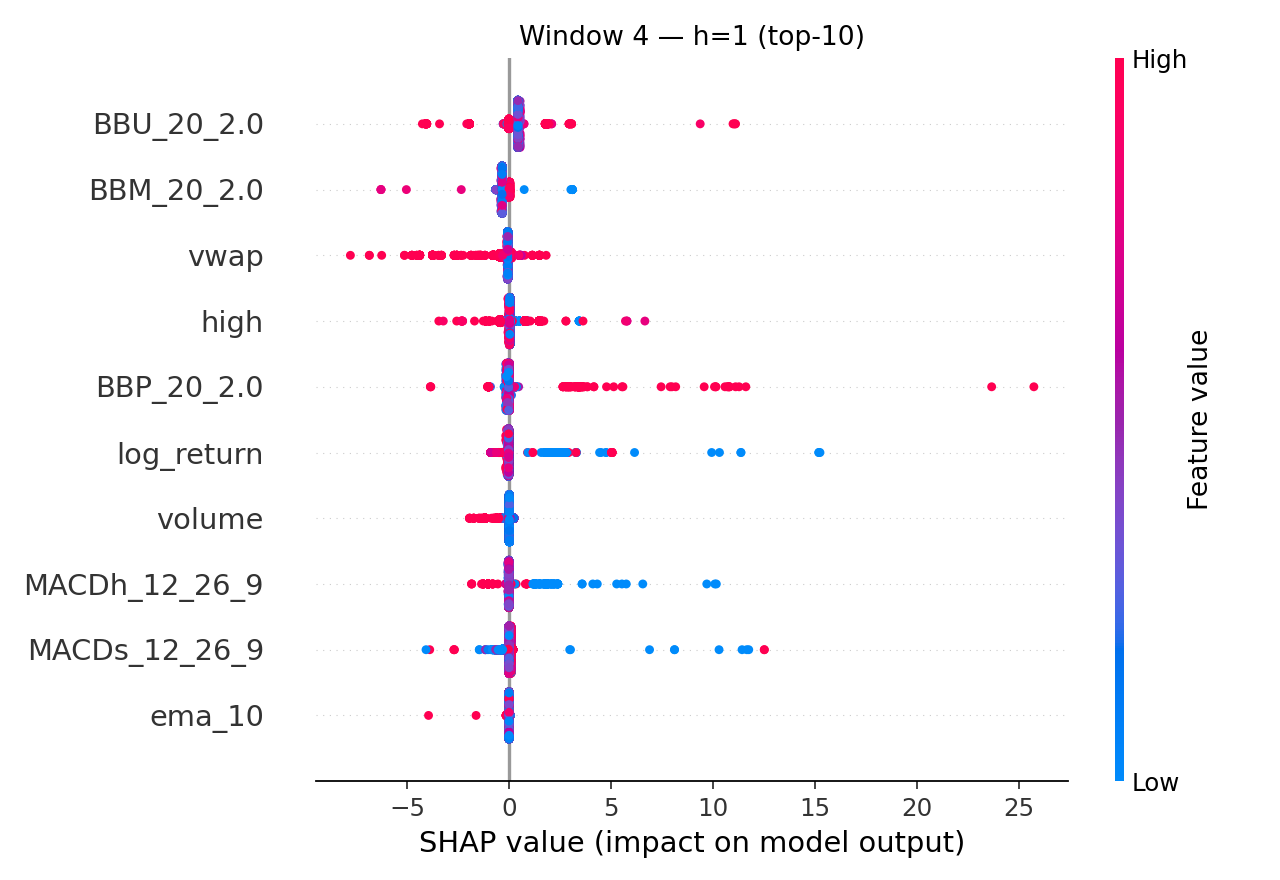 Window 4 — h=1 (top-10)
High
BBU_20_2.0
BBM_20_2.0
vwap
high
BBP_20_2.0
log_return
volume
MACDh_12_26_9
MACDs_12_26_9
ema_10
Feature value
Low
−5 0 5 10 15 20 25
SHAP value (impact on model output)